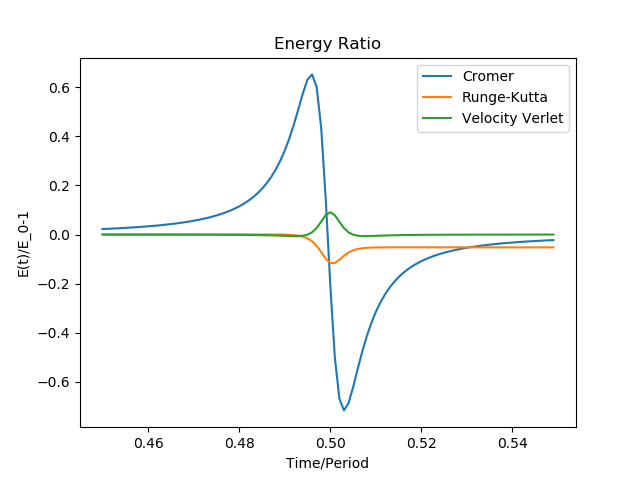 Energy Ratio
Cromer
Runge-Kutta
Velocity Verlet
E(t)/E_0-1
0.6
0.4
0.2
0.0
−0.2
−0.4
−0.6
0.46 0.48 0.50 0.52 0.54
Time/Period